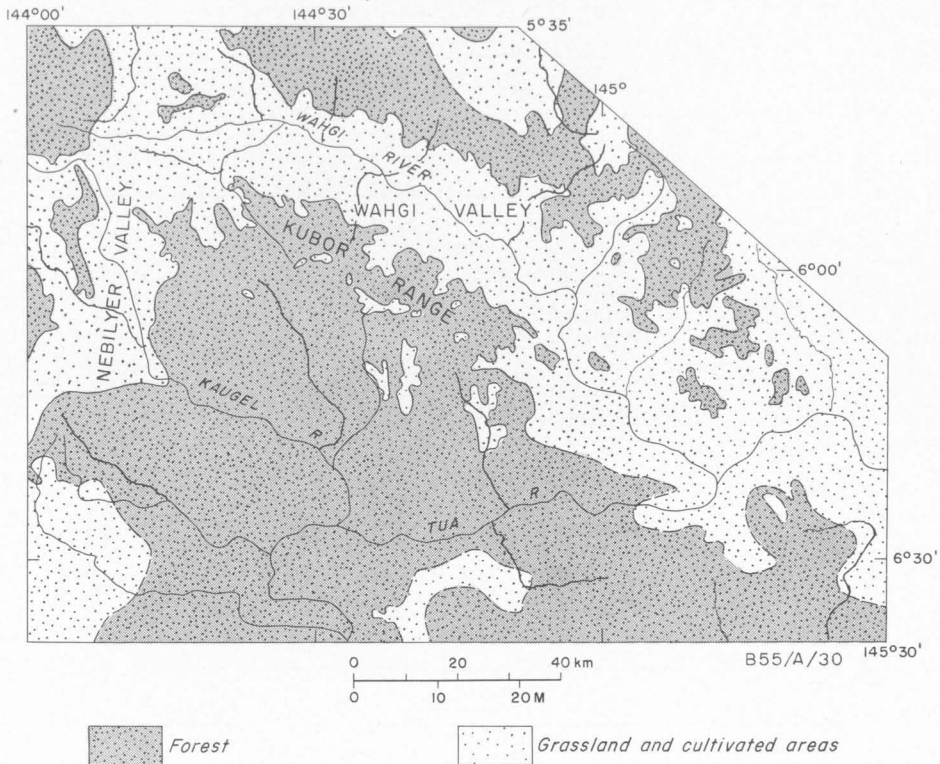 144°00'
144°30'
5°35'
145°
WAHGI
RIVER
WAHGI VALLEY
NEBILYER VALLEY
KUBOR
RANGE
6°00'
KAUGEL
R
TUA
R
6°30'
145°30'
B55/A/30
0 20 40 km
0 10 20 M
Forest
Grassland and cultivated areas